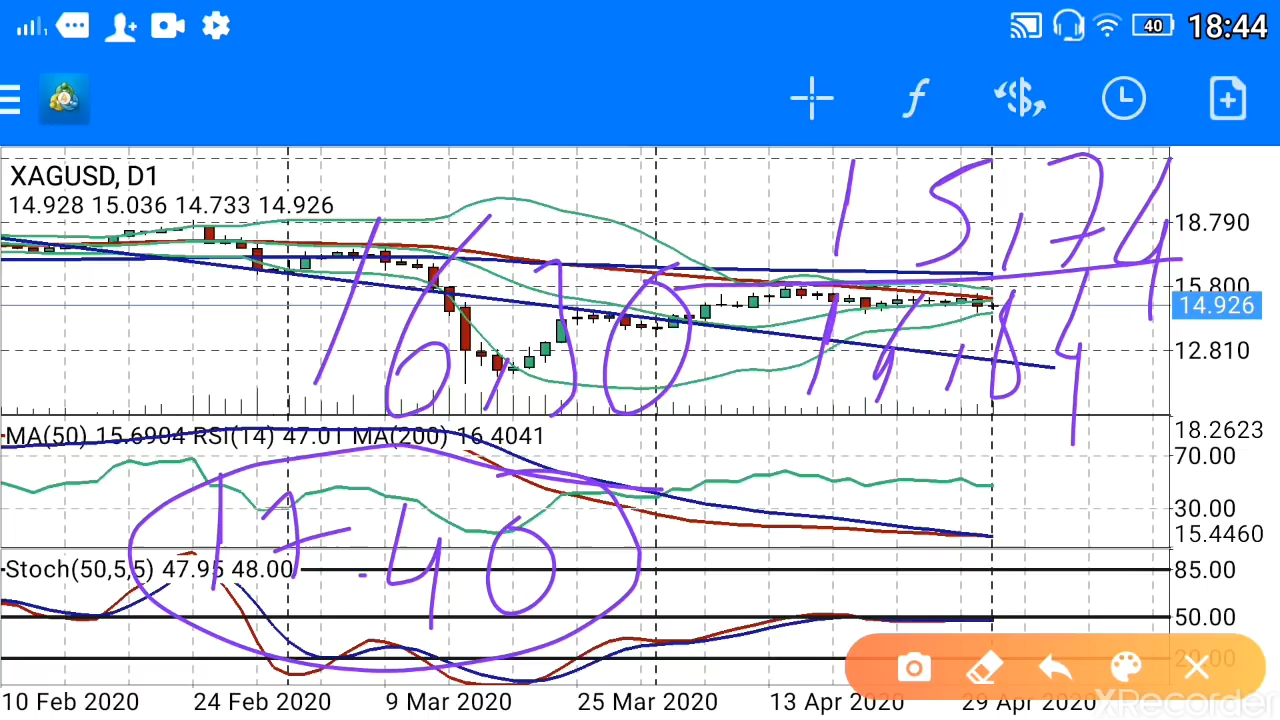 40 18:44
f
XAGUSD, D1
14.928 15.036 14.733 14.926
15,74
18.790
16,30
15.800
14.926
14,84
12.810
MA(50) 15.6904 RSI(14) 47.01 MA(200) 16.4041
18.2623
70.00
30.00
15.4460
17.40
Stoch(50,5,5) 47.95 48.00
85.00
50.00
20.00
10 Feb 2020 24 Feb 2020 9 Mar 2020 25 Mar 2020 13 Apr 2020 29 Apr 2020
XRecorder